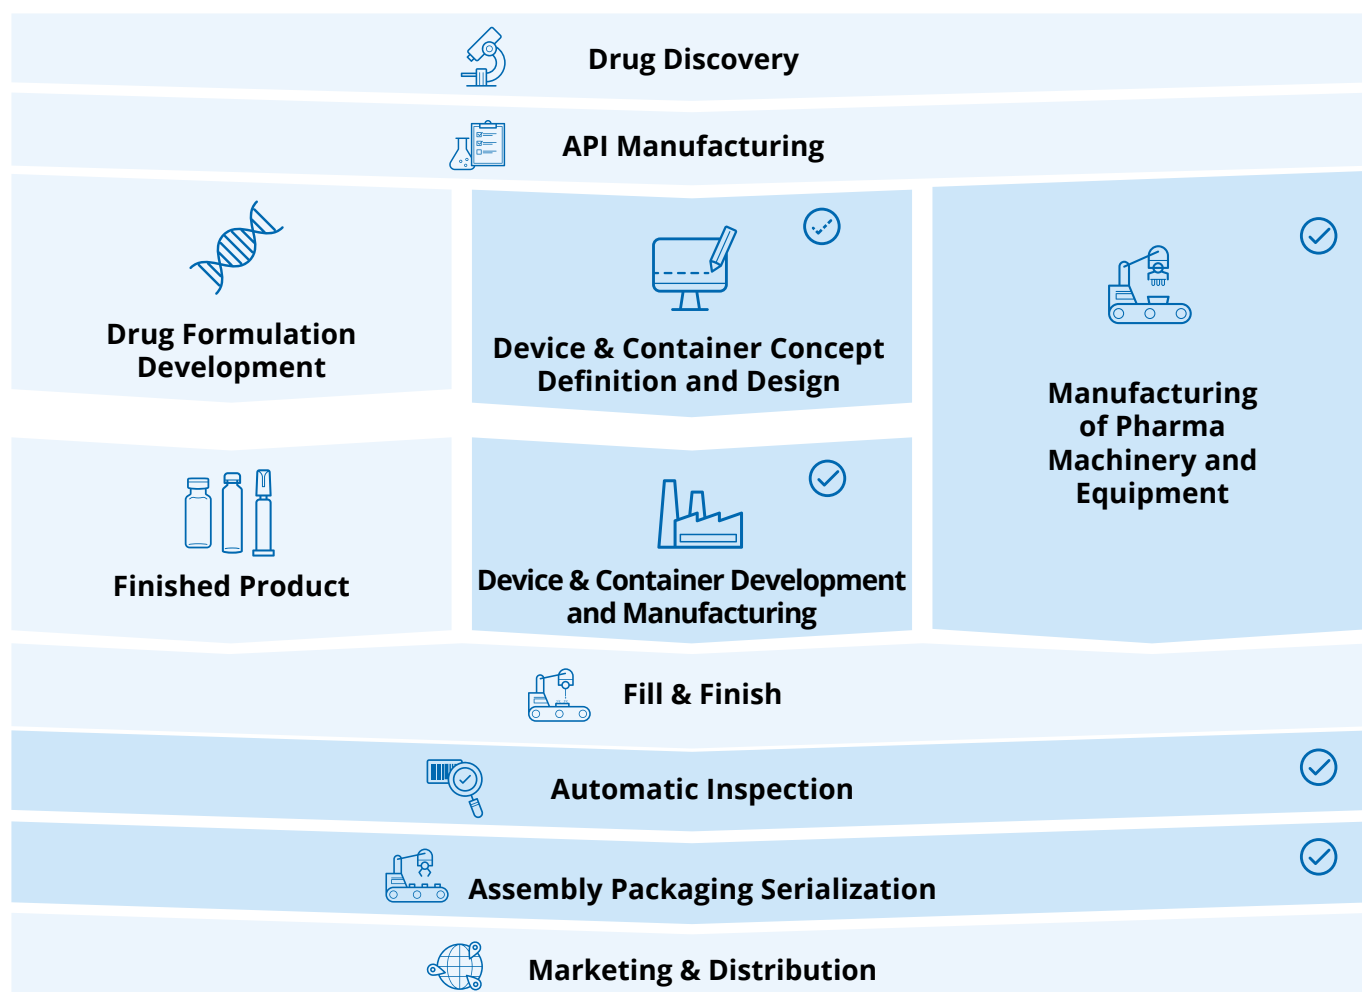 Drug Discovery
API Manufacturing
Drug Formulation
Development
Device & Container Concept
Definition and Design
Manufacturing
of Pharma
Machinery and
Equipment
Finished Product
Device & Container Development
and Manufacturing
Fill & Finish
Automatic Inspection
Assembly Packaging Serialization
Marketing & Distribution